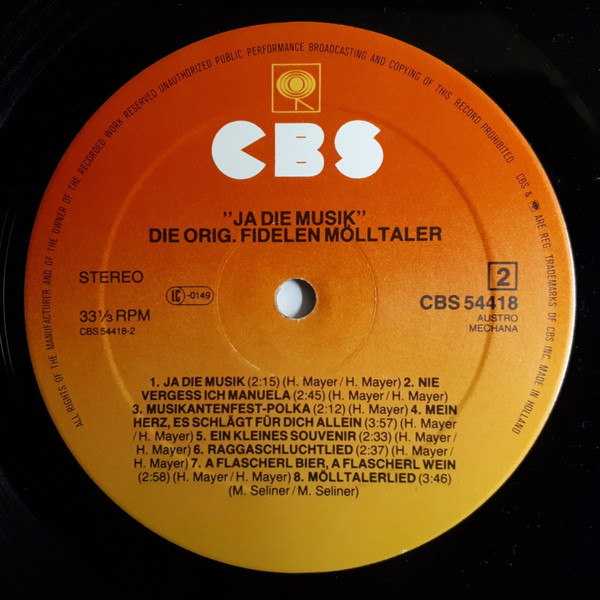 ALL RIGHTS OF THE MANUFACTURER AND OF THE OWNER OF THE RECORDED WORK RESERVED UNAUTHORIZED PUBLIC PERFORMANCE BROADCASTING AND COPYING OF THIS RECORD PROHIBITED
CBS & ARE REG. TRADEMARKS OF CBS INC. MADE IN HOLLAND
CBS
"JA DIE MUSIK"
DIE ORIG. FIDELEN MÖLLTALER
STEREO
LC-0149
2
33⅓ RPM
CBS 54418
CBS 54418-2
AUSTRO
MECHANA
1. JA DIE MUSIK (2:15) (H. Mayer / H. Mayer) 2. NIE
VERGESS ICH MANUELA (2:45) (H. Mayer / H. Mayer)
3. MUSIKANTENFEST-POLKA (2:12) (H. Mayer / H. Mayer) 4. MEIN
HERZ, ES SCHLÄGT FÜR DICH ALLEIN (3:57) (H. Mayer
/ H. Mayer) 5. EIN KLEINES SOUVENIR (2:33) (H. Mayer /
H. Mayer) 6. RAGGASCHLUCHTLIED (2:37) (H. Mayer / H.
Mayer) 7. A FLASCHERL BIER, A FLASCHERL WEIN
(2:58) (H. Mayer / H. Mayer) 8. MÖLLTALERLIED (3:46)
(M. Seliner / M. Seliner)